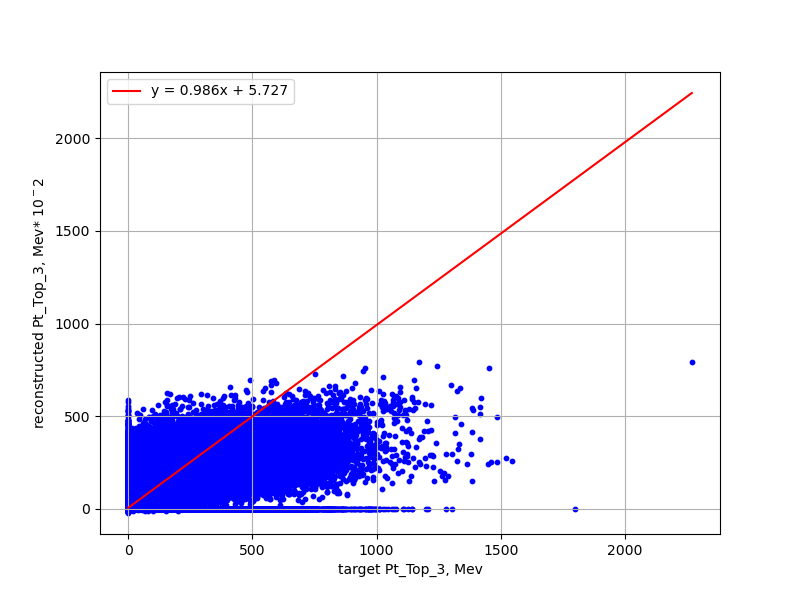 y = 0.986x + 5.727
2000
1500
1000
500
0
reconstructed Pt_Top_3, Mev* 10⁻2
0 500 1000 1500 2000
target Pt_Top_3, Mev